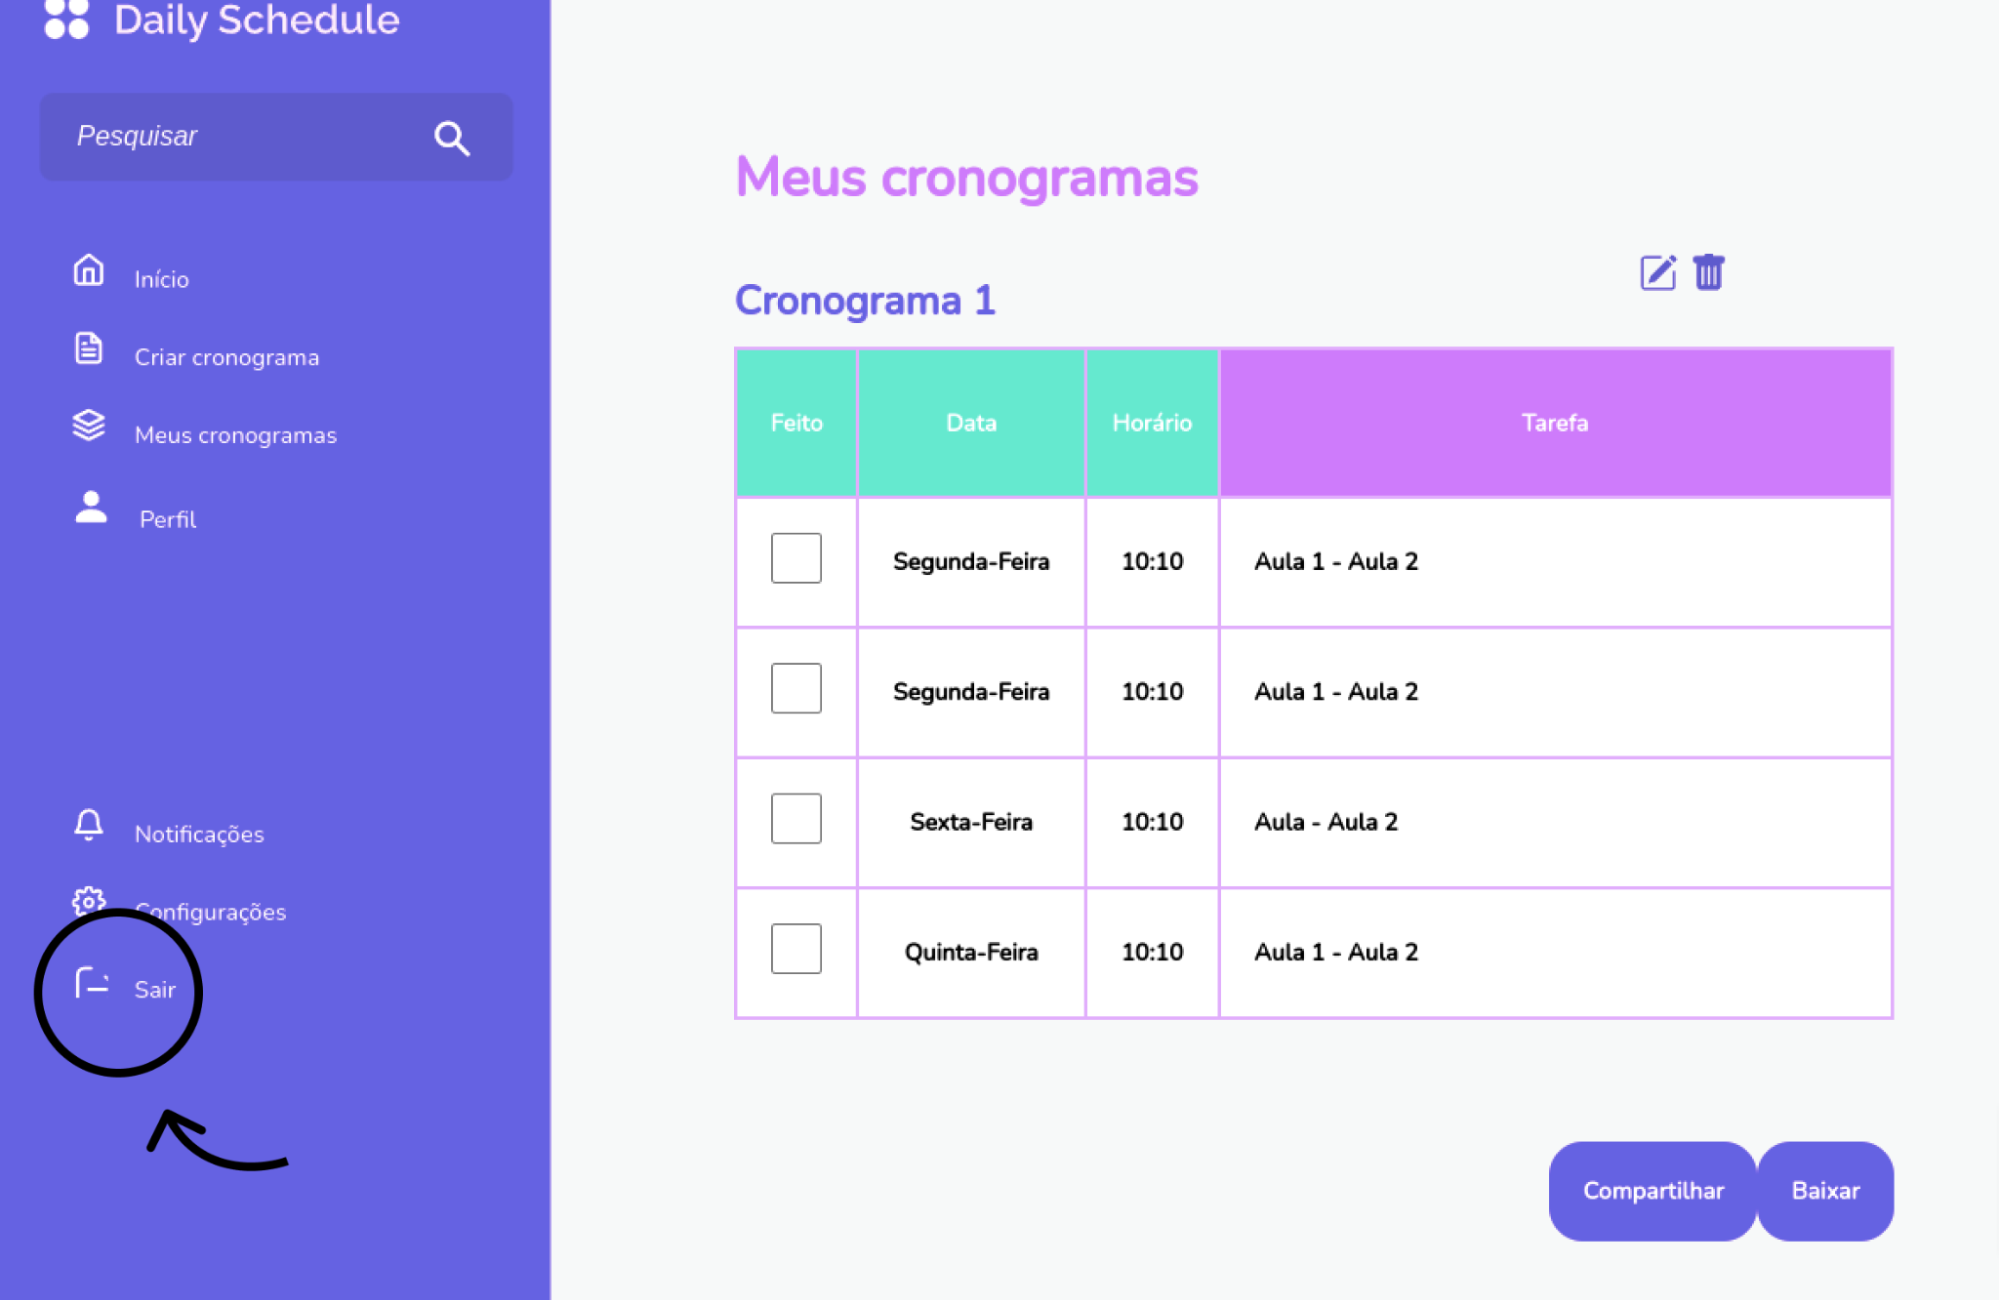 Daily Schedule
Pesquisar
Início
Criar cronograma
Meus cronogramas
Perfil
Notificações
Configurações
Sair
Meus cronogramas
Cronograma 1
Feito Data Horário Tarefa
Segunda-Feira 10:10 Aula 1 - Aula 2
Segunda-Feira 10:10 Aula 1 - Aula 2
Sexta-Feira 10:10 Aula - Aula 2
Quinta-Feira 10:10 Aula 1 - Aula 2
Compartilhar Baixar